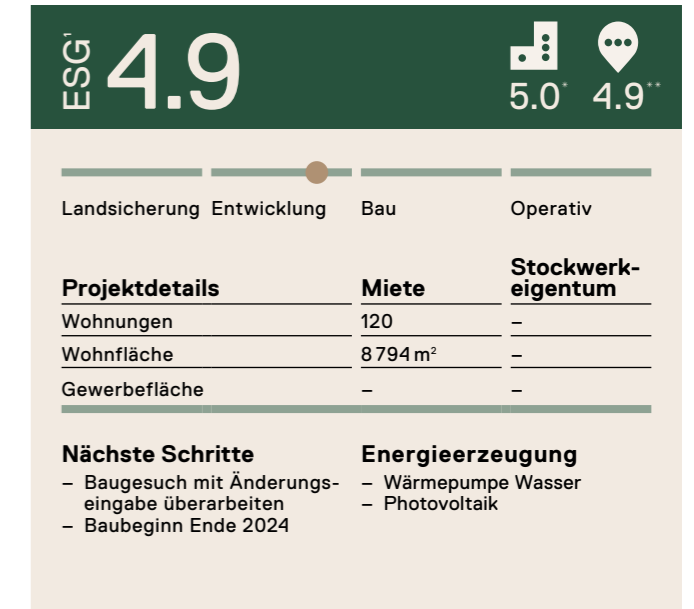 ESG¹ 4.9
5.0* 4.9**
Landsicherung Entwicklung Bau Operativ
Projektdetails Miete Stockwerk-
eigentum
Wohnungen 120 –
Wohnfläche 8 794 m² –
Gewerbefläche – –
Nächste Schritte
– Baugesuch mit Änderungs-
eingabe überarbeiten
– Baubeginn Ende 2024
Energieerzeugung
– Wärmepumpe Wasser
– Photovoltaik